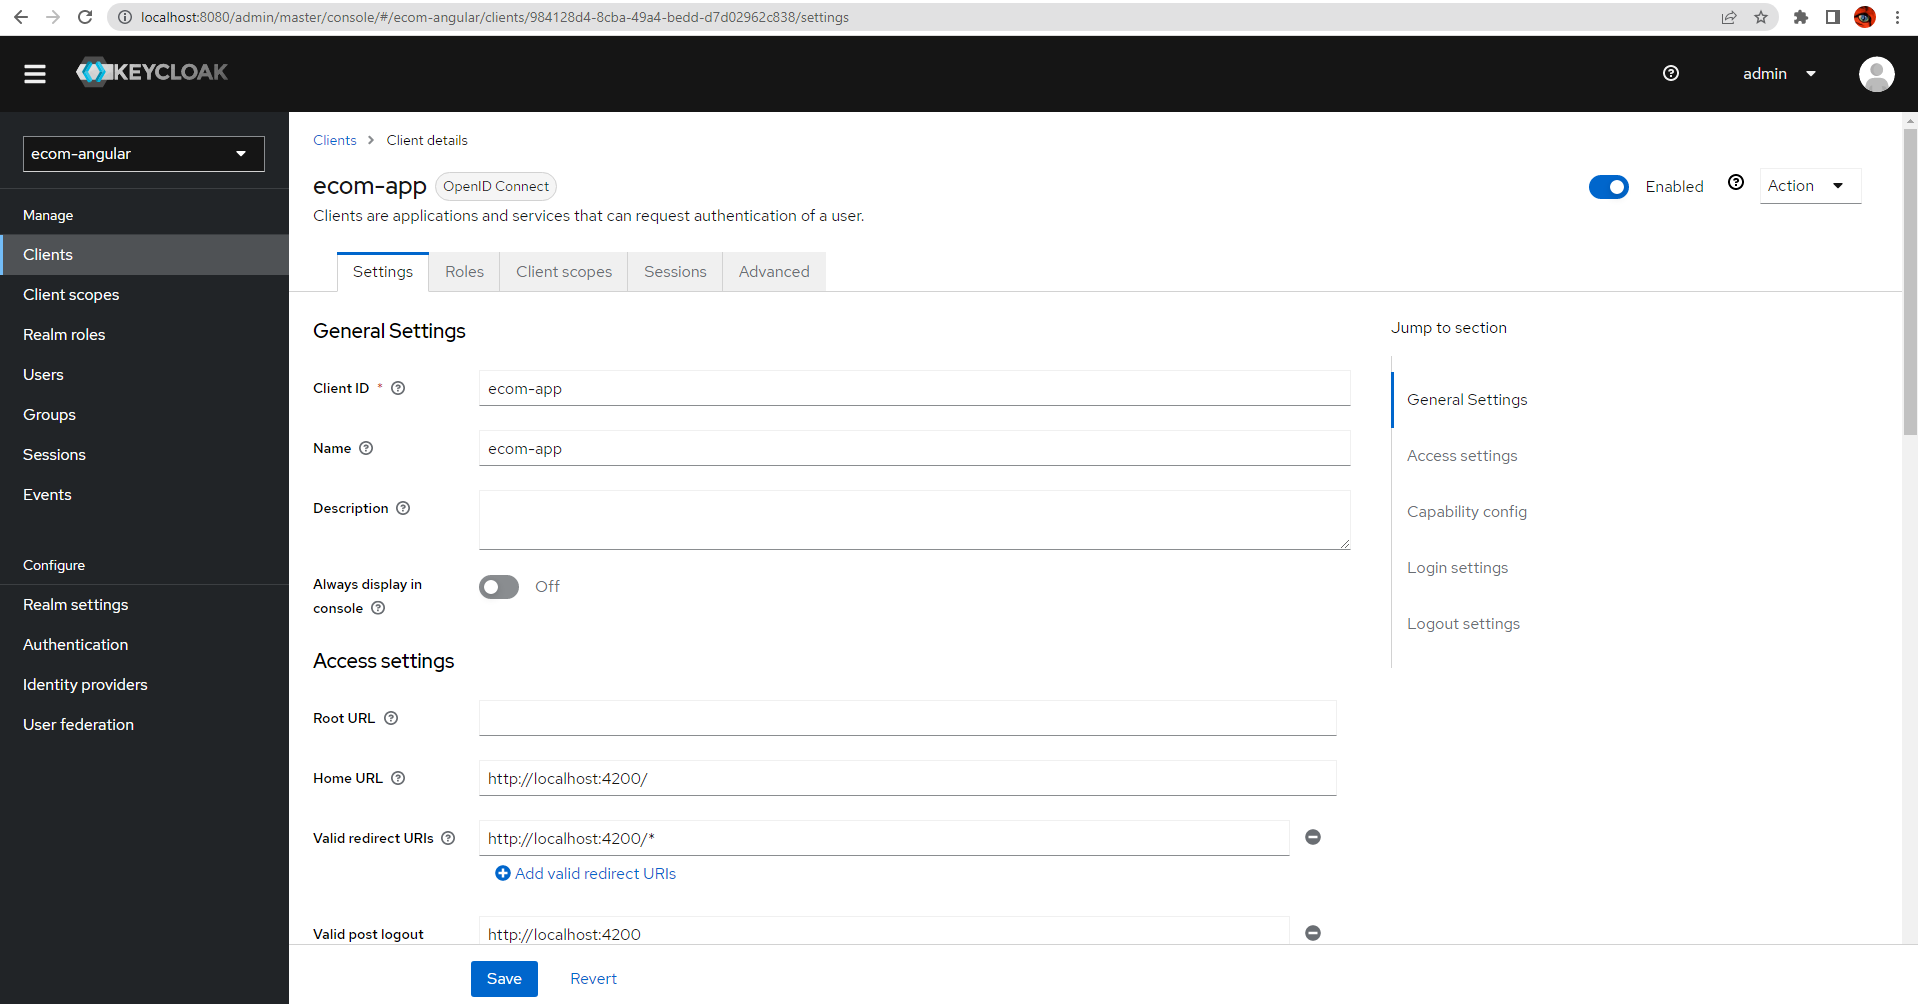 localhost:8080/admin/master/console/#/ecom-angular/clients/984128d4-8cba-49a4-bedd-d7d02962c838/settings
KEYCLOAK
admin
ecom-angular
Manage
Clients
Client scopes
Realm roles
Users
Groups
Sessions
Events
Configure
Realm settings
Authentication
Identity providers
User federation
Clients > Client details
ecom-app OpenID Connect
Clients are applications and services that can request authentication of a user.
Enabled
Action
Settings Roles Client scopes Sessions Advanced
General Settings
Client ID * ecom-app
Name ecom-app
Description
Always display in
console
Off
Access settings
Root URL
Home URL http://localhost:4200/
Valid redirect URIs http://localhost:4200/*
Add valid redirect URIs
Valid post logout http://localhost:4200
Save Revert
Jump to section
General Settings
Access settings
Capability config
Login settings
Logout settings